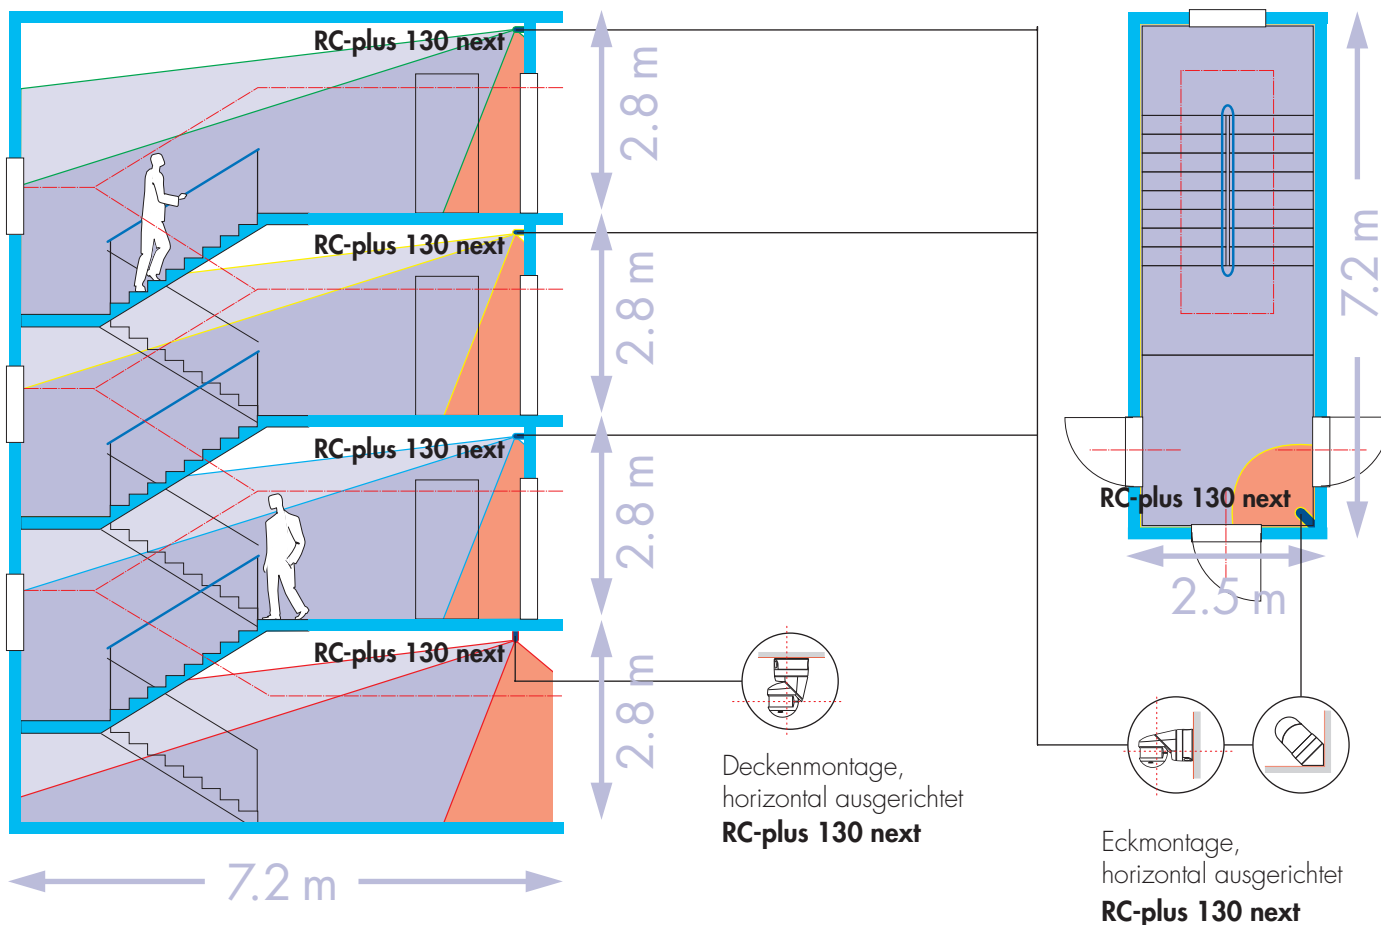 RC-plus 130 next
2.8 m
RC-plus 130 next
2.8 m
RC-plus 130 next
2.8 m
RC-plus 130 next
2.8 m
7.2 m
Deckenmontage,
horizontal ausgerichtet
RC-plus 130 next
7.2 m
RC-plus 130 next
2.5 m
Eckmontage,
horizontal ausgerichtet
RC-plus 130 next